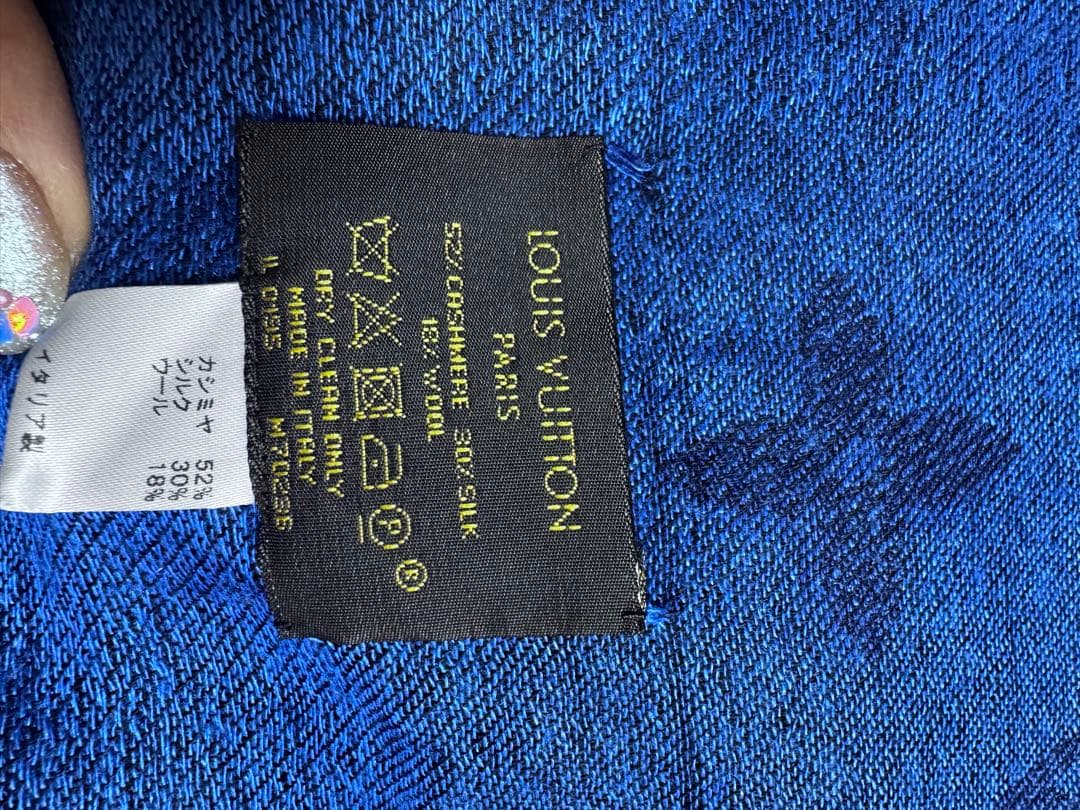 LOUIS VUITTON
PARIS
52% CASHMERE 30% SILK
18% WOOL
P ®
DRY CLEAN ONLY
MADE IN ITALY
カシミヤ 52%
シルク 30%
ウール 18%
イタリア製